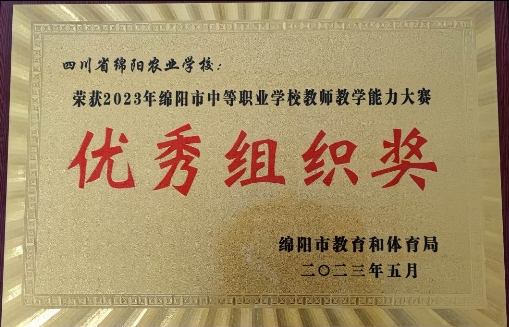 四川省绵阳农业学校：
荣获2023年绵阳市中等职业学校教师教学能力大赛
优秀组织奖
绵阳市教育和体育局
二〇二三年五月